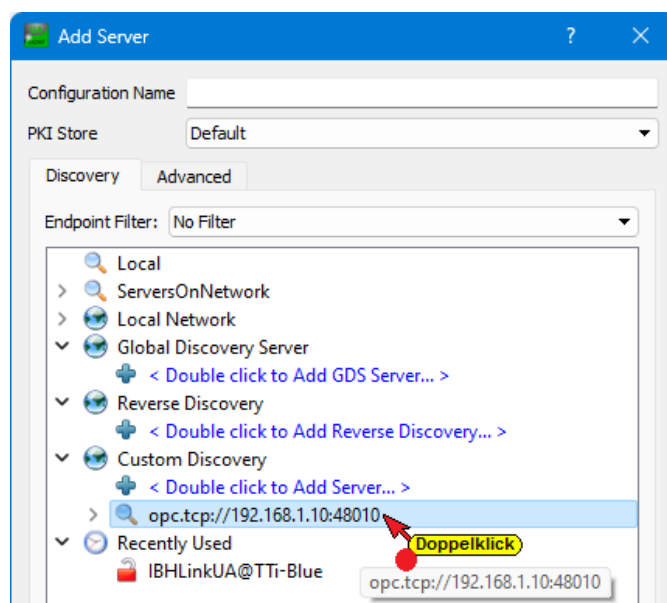 Add Server
Configuration Name
PKI Store Default
Discovery Advanced
Endpoint Filter: No Filter
Local
ServersOnNetwork
Local Network
Global Discovery Server
< Double click to Add GDS Server... >
Reverse Discovery
< Double click to Add Reverse Discovery... >
Custom Discovery
< Double click to Add Server... >
opc.tcp://192.168.1.10:48010
Doppelklick
Recently Used
IBHLinkUA@TTi-Blue
opc.tcp://192.168.1.10:48010